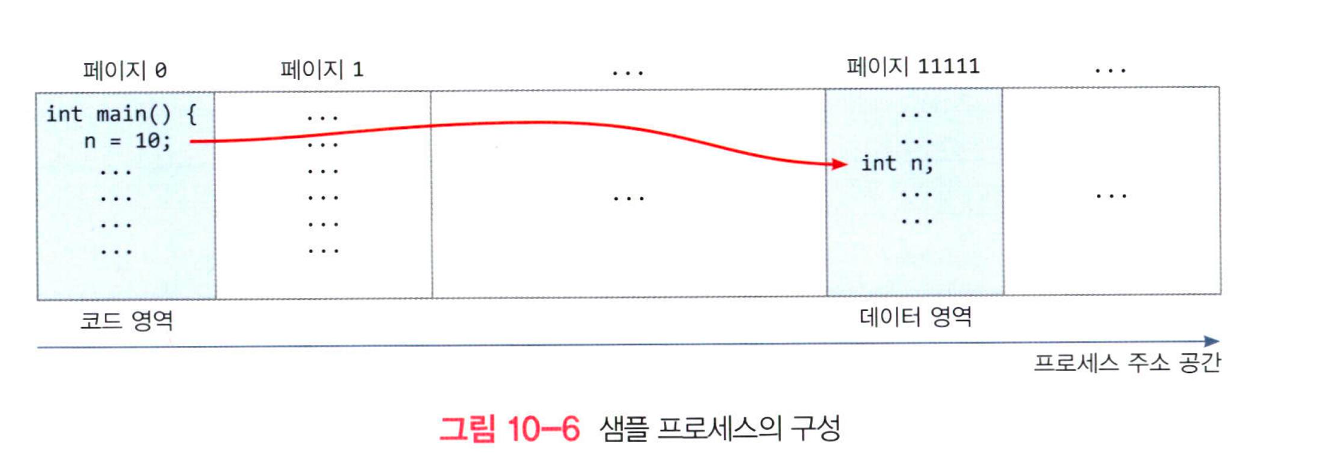 페이지 0 페이지 1 ... 페이지 11111 ...
int main() { ... ...
n = 10; ... ...
... ... int n;
... ... ... ... ...
... ... ...
... ...
코드 영역 데이터 영역
프로세스 주소 공간
그림 10-6 샘플 프로세스의 구성